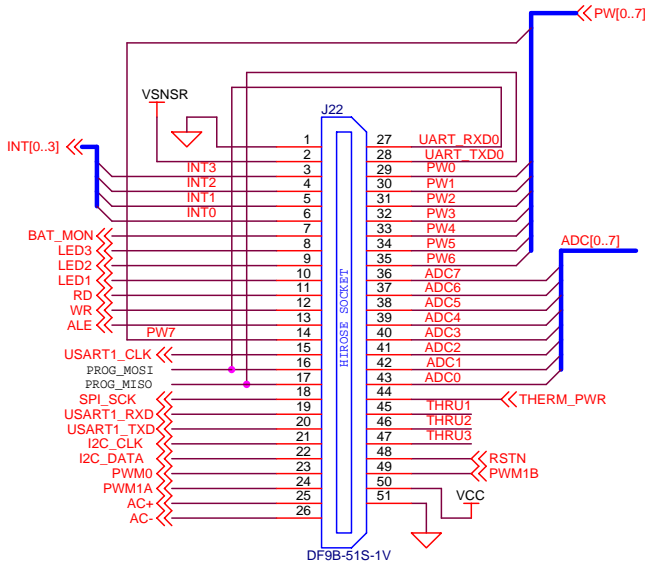 PW[0..7]
VSNSR
J22
INT[0..3]
1 27 UART_RXD0
2 28 UART_TXD0
INT3 3 29 PW0
INT2 4 30 PW1
INT1 5 31 PW2
INT0 6 32 PW3
BAT_MON 7 33 PW4
LED3 8 34 PW5 ADC[0..7]
LED2 9 35 PW6
LED1 10 36 ADC7
RD 11 37 ADC6
WR 12 38 ADC5
ALE 13 39 ADC4
PW7 14 40 ADC3
USART1_CLK 15 41 ADC2
PROG_MOSI 16 42 ADC1
PROG_MISO 17 43 ADC0
SPI_SCK 18 44 THERM_PWR
USART1_RXD 19 45 THRU1
USART1_TXD 20 46 THRU2
I2C_CLK 21 47 THRU3
I2C_DATA 22 48 RSTN
PWM0 23 49 PWM1B
PWM1A 24 50 VCC
AC+ 25 51
AC- 26
HIROSE SOCKET
DF9B-51S-1V